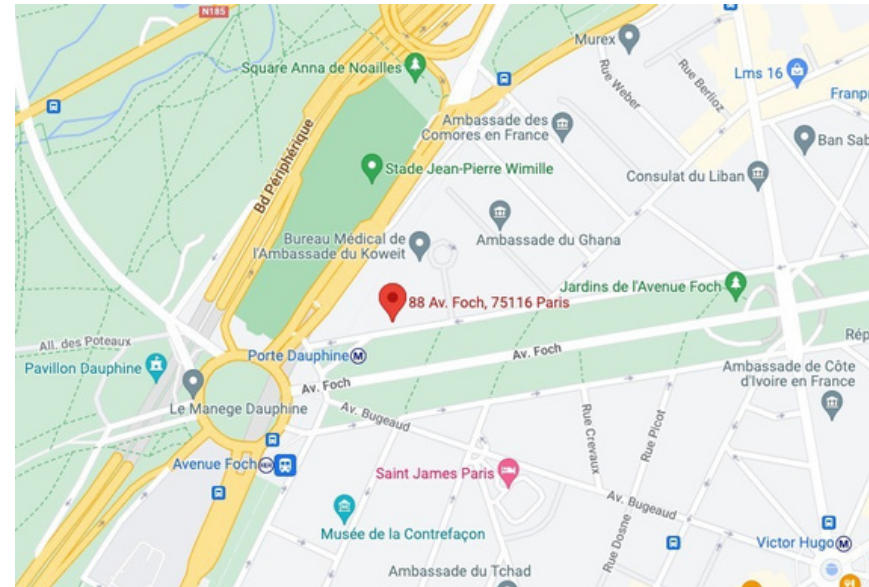 N185
Murex
Square Anna de Noailles
Rue Weber
Rue Berlioz
Lms 16
Franpr
Bd Périphérique
Ambassade des
Comores en France
Ban Sab
Stade Jean-Pierre Wimille
Consulat du Liban
Bureau Médical de
l'Ambassade du Koweit
Ambassade du Ghana
Jardins de l'Avenue Foch
88 Av. Foch, 75116 Paris
All. des Poteaux
Porte Dauphine
M
Av. Foch
Rép
Pavillon Dauphine
Av. Foch
Ambassade de Côte
d'Ivoire en France
Le Manege Dauphine
Av. Bugeaud
Rue Crevaux
Rue Picot
Avenue Foch
RER
Saint James Paris
Av. Bugeaud
Musée de la Contrefaçon
Rue Dosne
Victor Hugo
M
Ambassade du Tchad